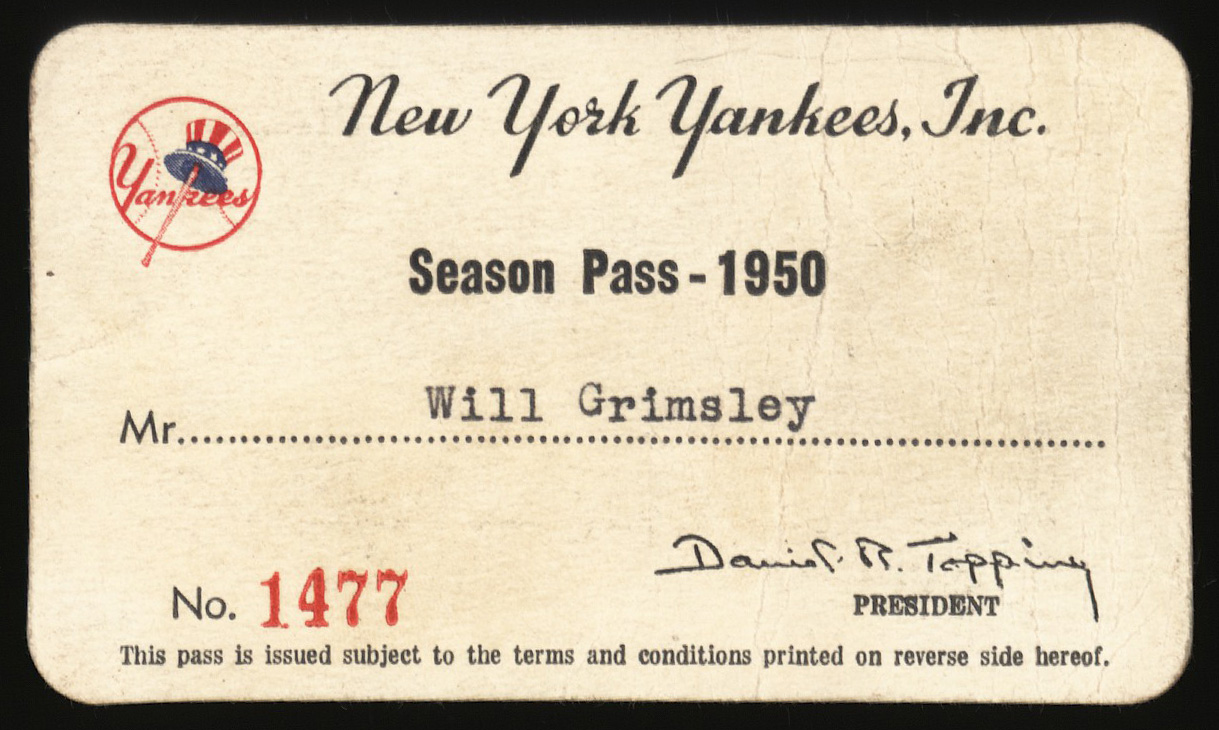 New York Yankees, Inc.
Yankees
Season Pass - 1950
Will Grimsley
Mr.
Daniel R. Topping
No. 1477
PRESIDENT
This pass is issued subject to the terms and conditions printed on reverse side hereof.